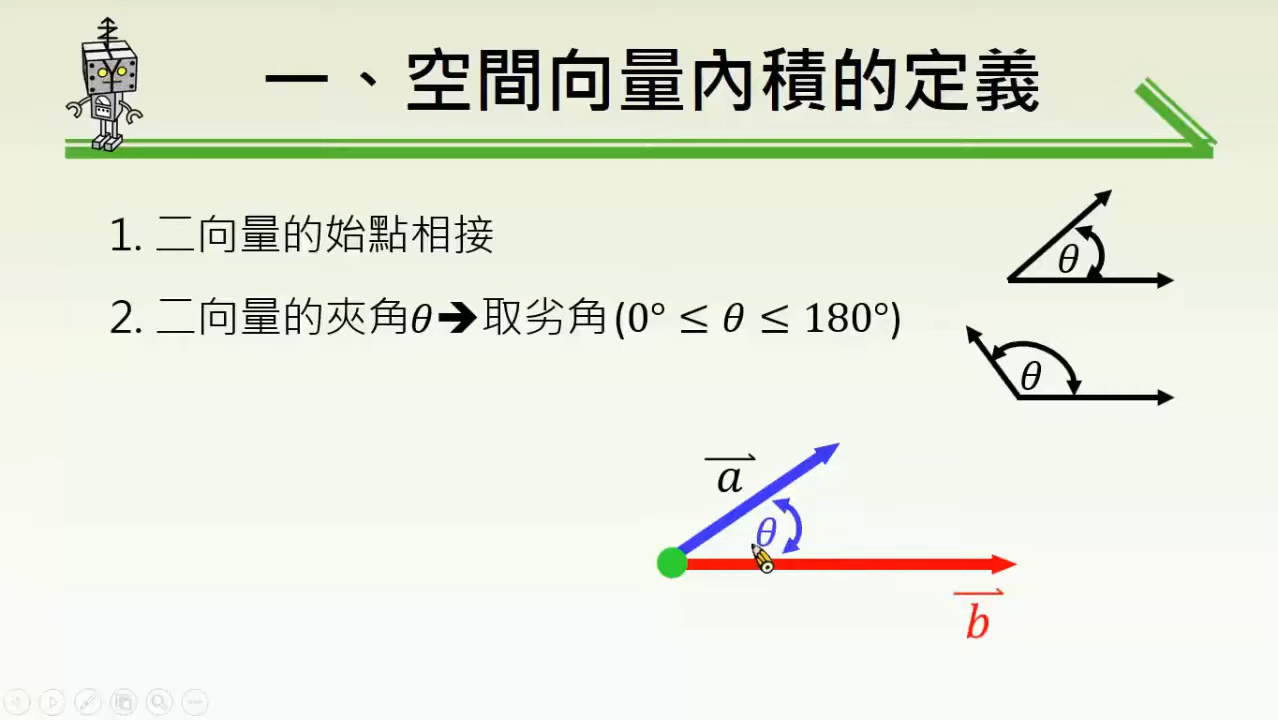 一、空間向量內積的定義
1. 二向量的始點相接
θ
2. 二向量的夾角θ➔取劣角(0° ≤ θ ≤ 180°)
θ
a
θ
b